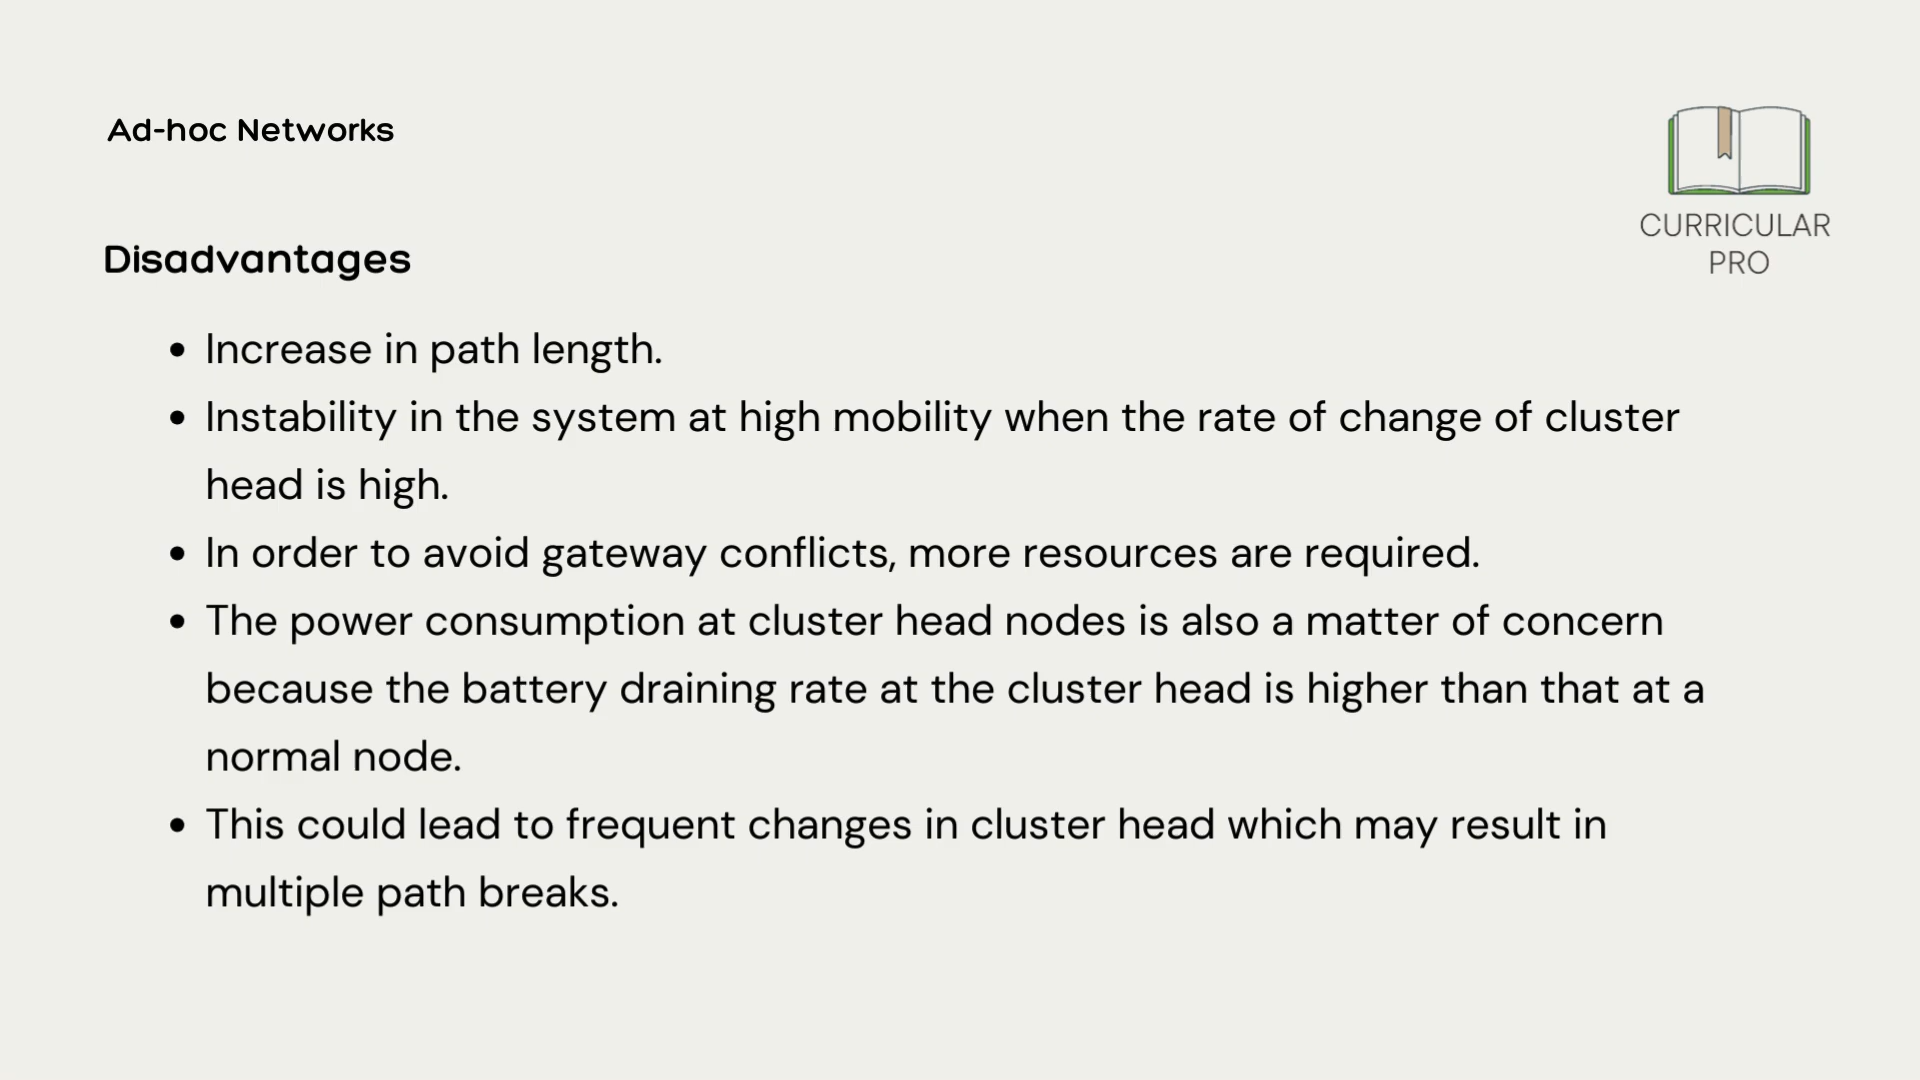 Ad-hoc Networks
CURRICULAR
PRO
Disadvantages
• Increase in path length.
• Instability in the system at high mobility when the rate of change of cluster
head is high.
• In order to avoid gateway conflicts, more resources are required.
• The power consumption at cluster head nodes is also a matter of concern
because the battery draining rate at the cluster head is higher than that at a
normal node.
• This could lead to frequent changes in cluster head which may result in
multiple path breaks.